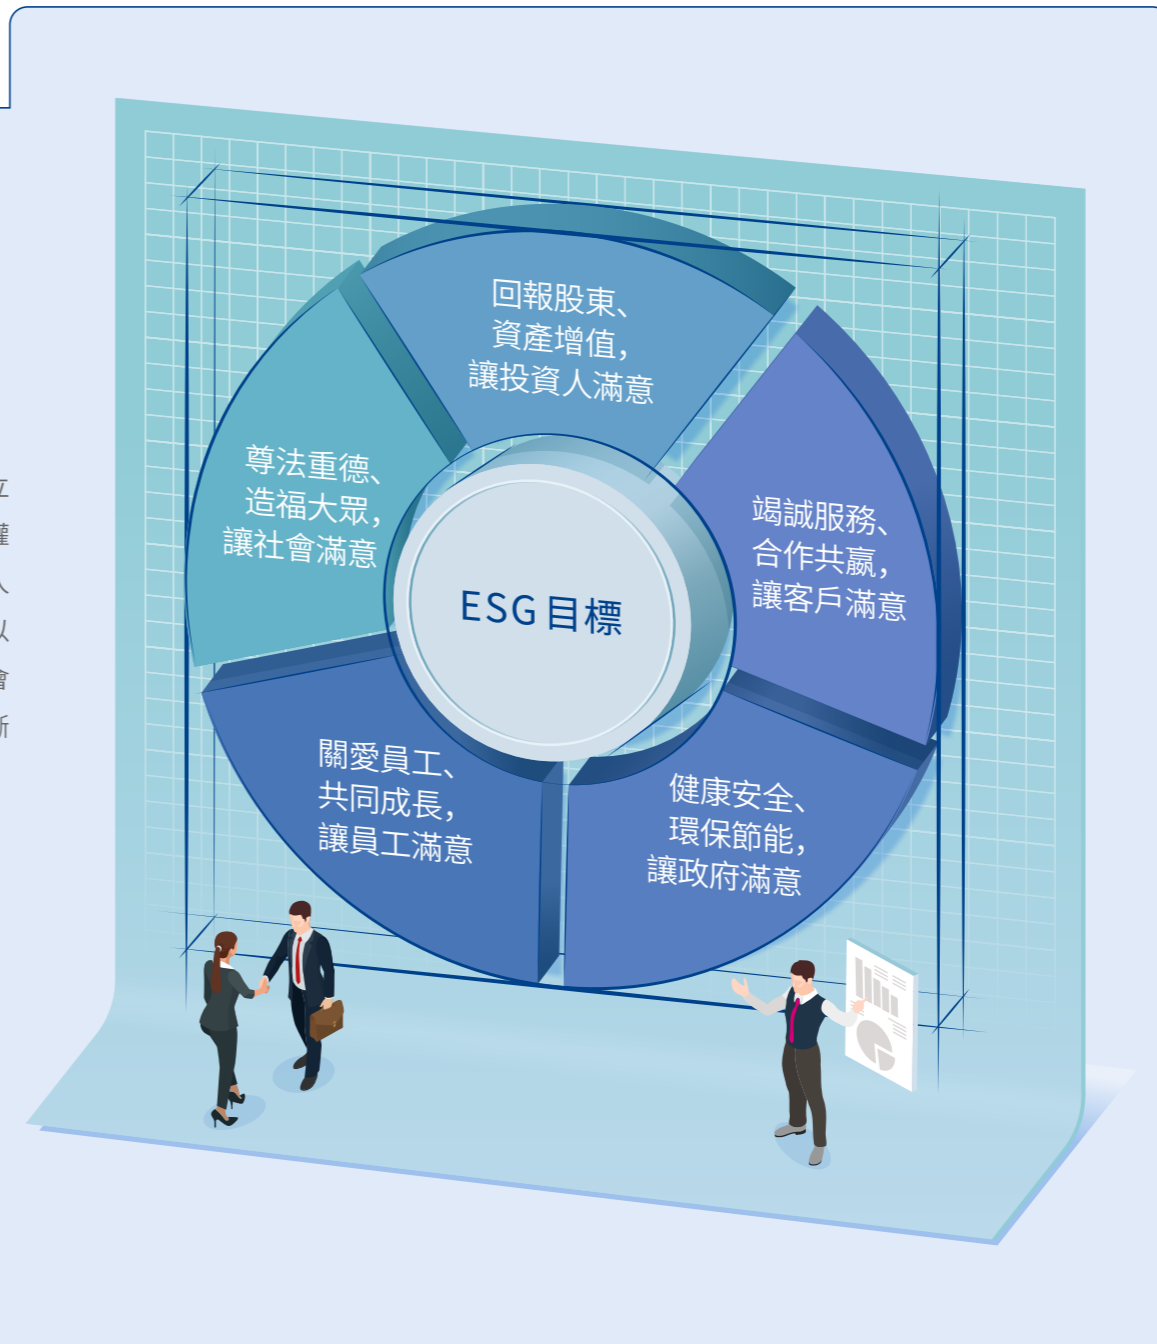 回報股東、
資產增值，
讓投資人滿意
竭誠服務、
合作共贏，
讓客戶滿意
健康安全、
環保節能，
讓政府滿意
關愛員工、
共同成長，
讓員工滿意
尊法重德、
造福大眾，
讓社會滿意
ESG目標